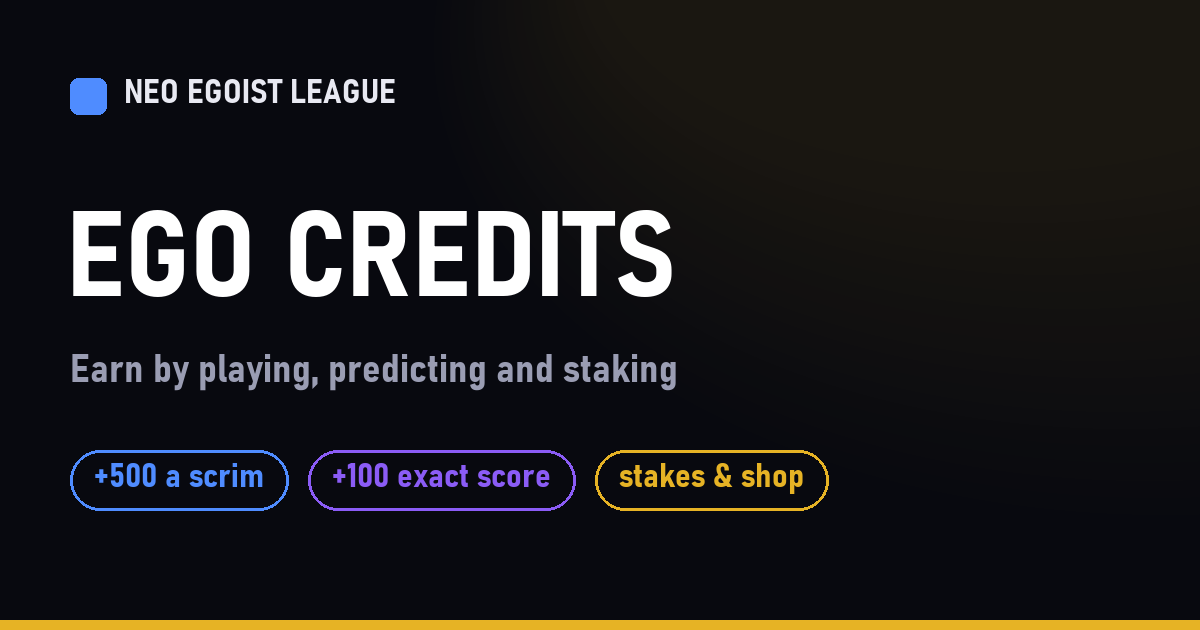 NEO EGOIST LEAGUE
EGO CREDITS
Earn by playing, predicting and staking
+500 a scrim
+100 exact score
stakes & shop